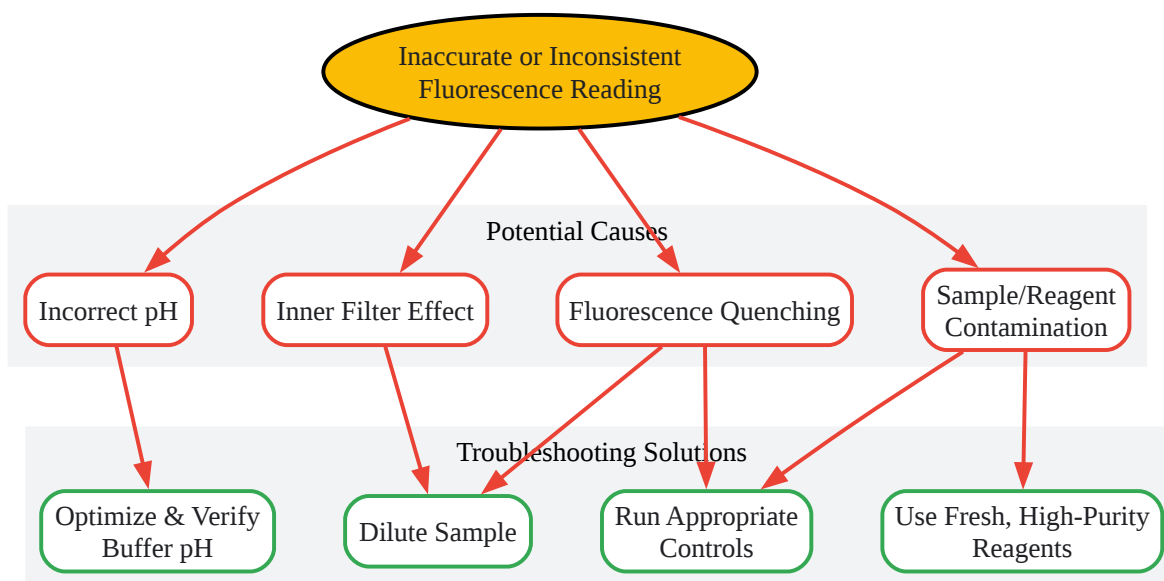 Inaccurate or Inconsistent
Fluorescence Reading
Potential Causes
Incorrect pH
Inner Filter Effect
Fluorescence Quenching
Sample/Reagent
Contamination
Troubleshooting Solutions
Optimize & Verify
Buffer pH
Dilute Sample
Run Appropriate
Controls
Use Fresh, High-Purity
Reagents